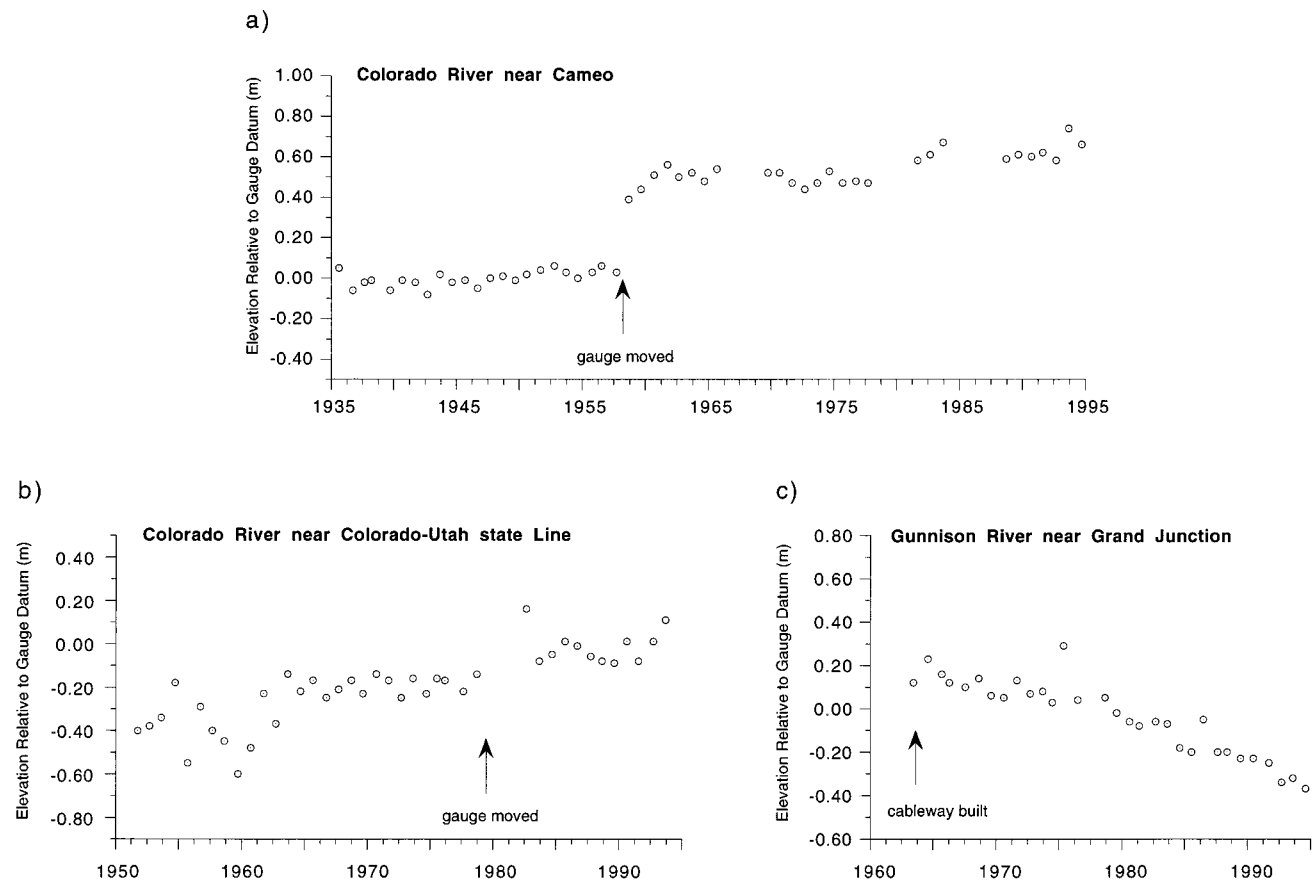 a)
Colorado River near Cameo
Elevation Relative to Gauge Datum (m)
1.00
0.80
0.60
0.40
0.20
0.00
-0.20
-0.40
gauge moved
1935 1945 1955 1965 1975 1985 1995
b)
Colorado River near Colorado-Utah state Line
Elevation Relative to Gauge Datum (m)
0.40
0.20
0.00
-0.20
-0.40
-0.60
-0.80
gauge moved
1950 1960 1970 1980 1990
c)
Gunnison River near Grand Junction
Elevation Relative to Gauge Datum (m)
0.80
0.60
0.40
0.20
0.00
-0.20
-0.40
-0.60
cableway built
1960 1970 1980 1990